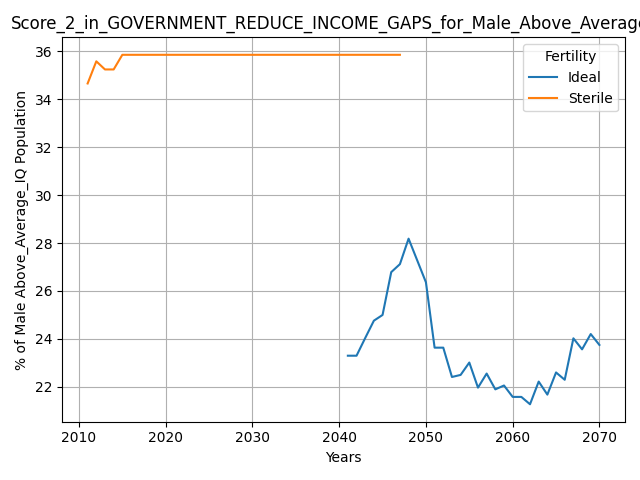 Score_2_in_GOVERNMENT_REDUCE_INCOME_GAPS_for_Male_Above_Average
36
34
32
30
28
26
24
22
% of Male Above_Average_IQ Population
Fertility
Ideal
Sterile
2010 2020 2030 2040 2050 2060 2070
Years